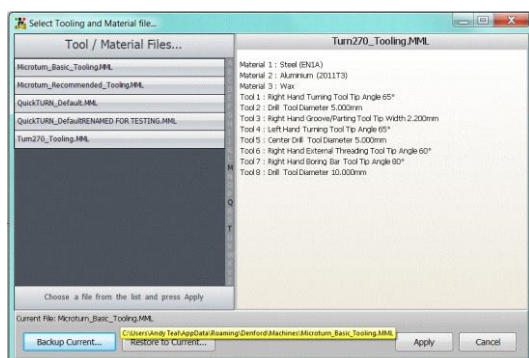 Select Tooling and Material file...
Tool / Material Files...
Microturn_Basic_Tooling.MML
Microturn_Recommended_Tooling.MML
QuickTURN_Default.MML
QuickTURN_DefaultRENAMED FOR TESTING.MML
Turn270_Tooling.MML
M
Q
T
Choose a file from the list and press Apply
Turn270_Tooling.MML
Material 1 : Steel (EN1A)
Material 2 : Aluminium (2011T3)
Material 3 : Wax
Tool 1 : Right Hand Turning Tool Tip Angle 65°
Tool 2 : Drill Tool Diameter 5.000mm
Tool 3 : Right Hand Groove/Parting Tool Tip Width 2.200mm
Tool 4 : Left Hand Turning Tool Tip Angle 65°
Tool 5 : Center Drill Tool Diameter 5.000mm
Tool 6 : Right Hand External Threading Tool Tip Angle 60°
Tool 7 : Right Hand Boring Bar Tool Tip Angle 80°
Tool 8 : Drill Tool Diameter 10.000mm
Current File: Microturn_Basic_Tooling.MML
C:\Users\Andy Teal\AppData\Roaming\Denford\Machines\Microturn_Basic_Tooling.MML
Backup Current...
Restore to Current...
Apply
Cancel